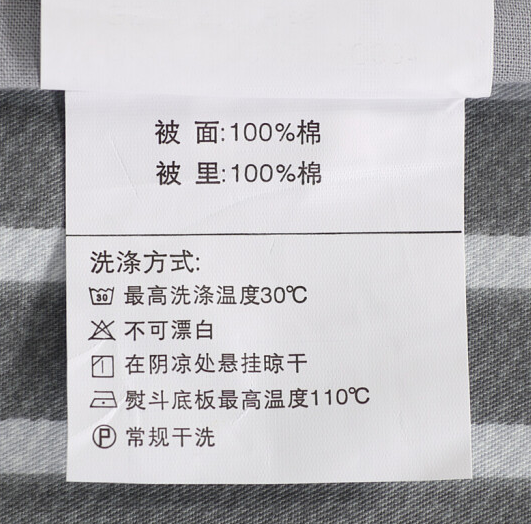 被 面:100%棉
被 里:100%棉
洗涤方式:
30 最高洗涤温度30℃
不可漂白
在阴凉处悬挂晾干
熨斗底板最高温度110℃
P 常规干洗